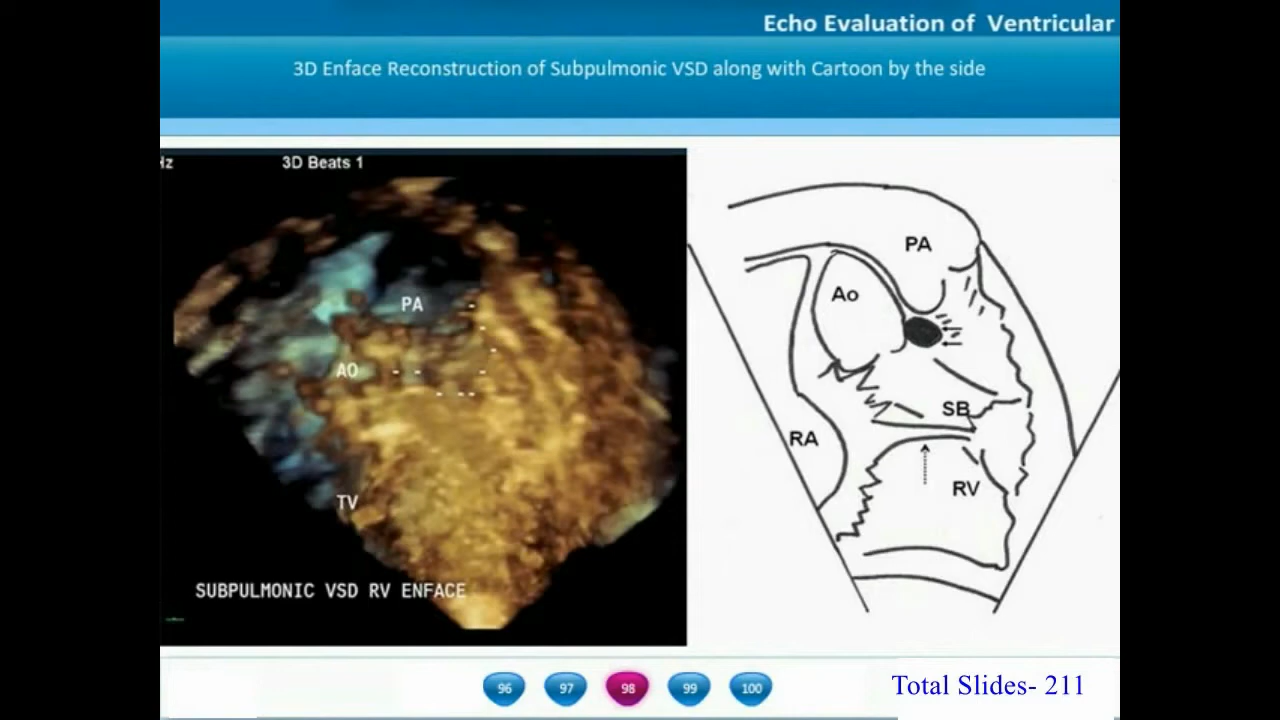 Echo Evaluation of Ventricular
3D Enface Reconstruction of Subpulmonic VSD along with Cartoon by the side
Hz
3D Beats 1
PA
AO
TV
SUBPULMONIC VSD RV ENFACE
PA
Ao
SB
RA
RV
96 97 98 99 100
Total Slides- 211